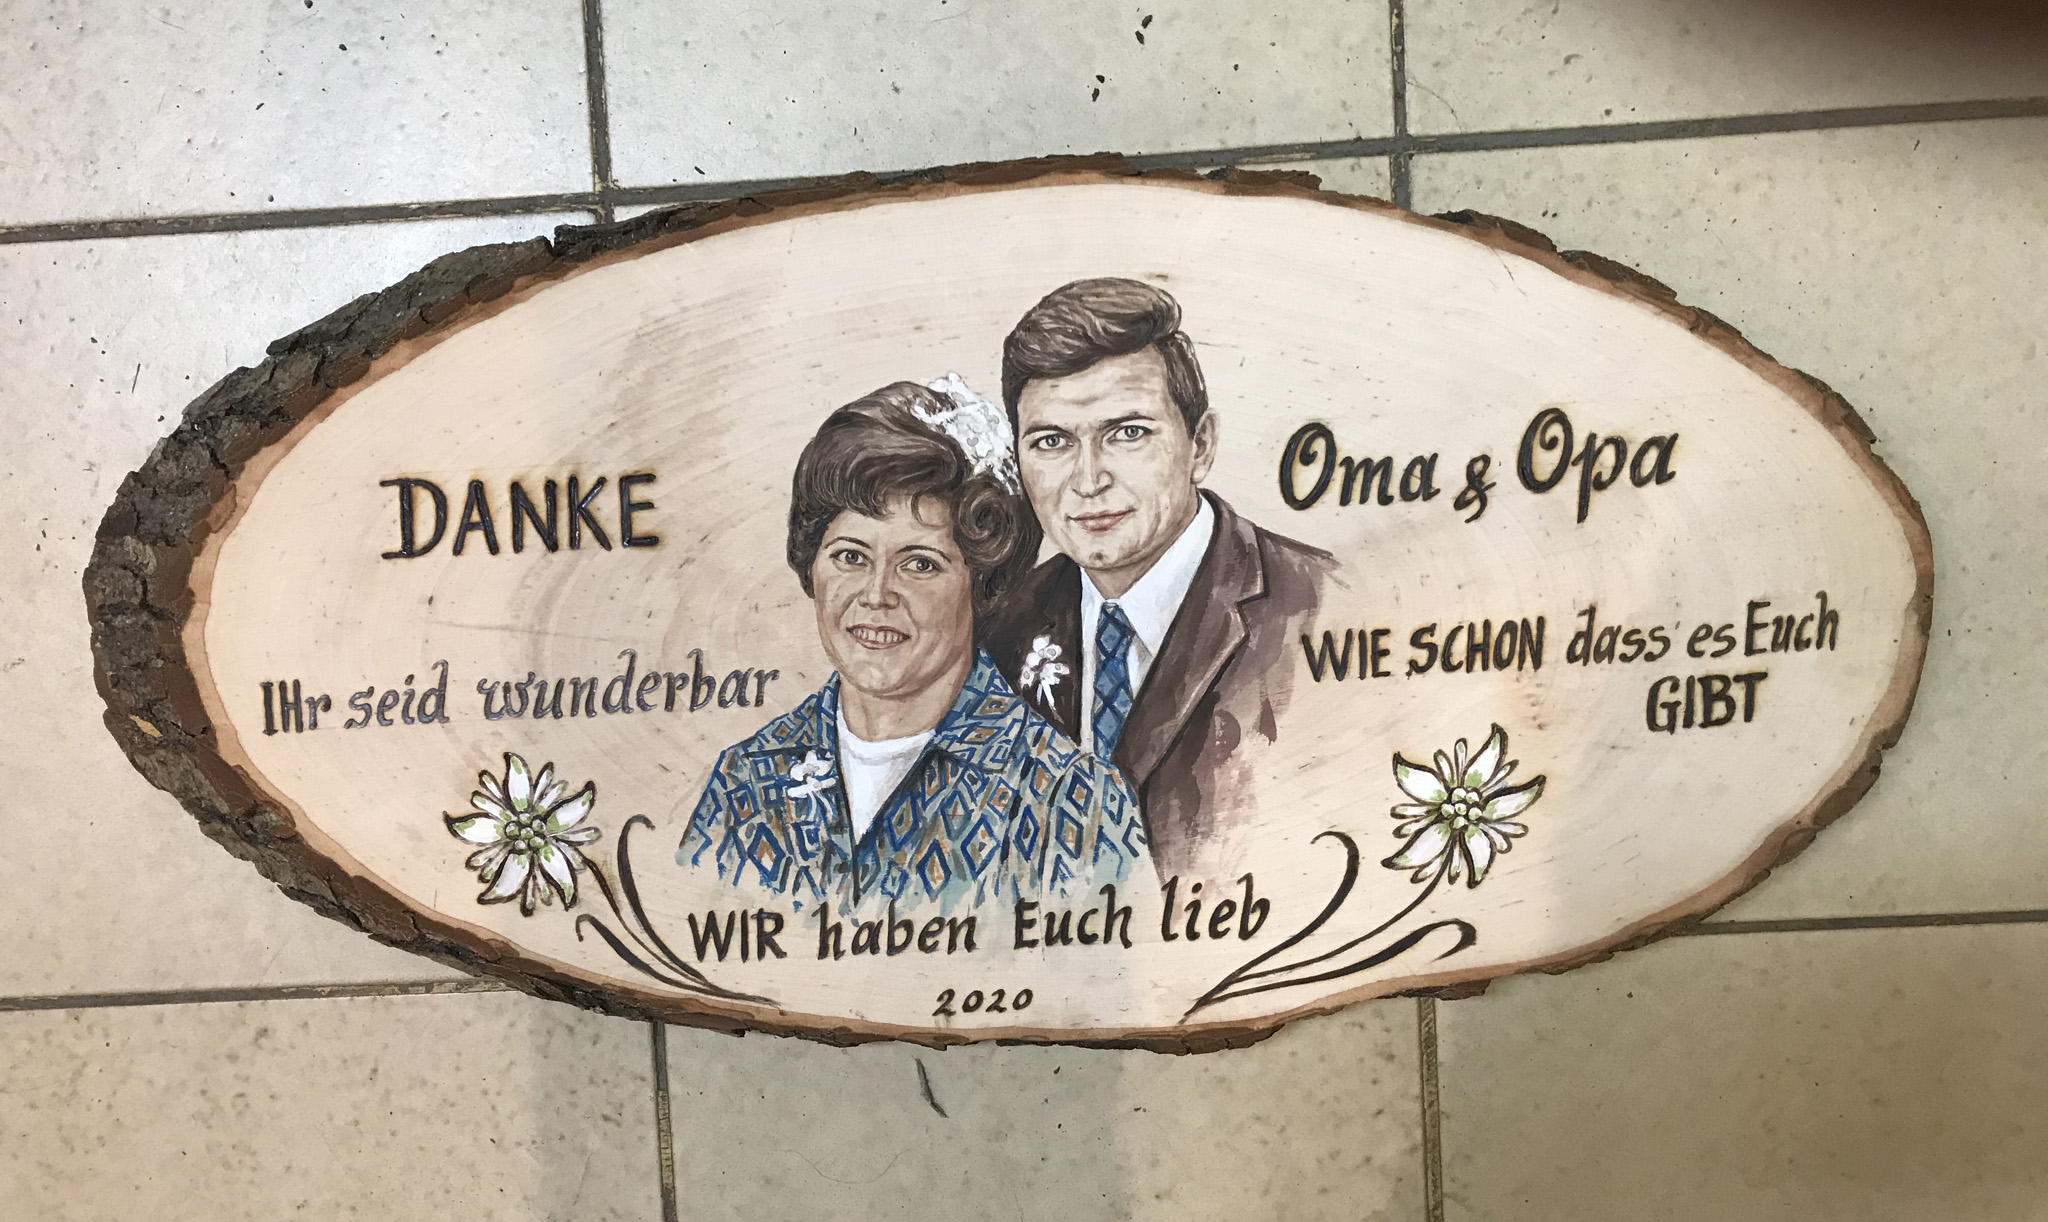 DANKE
Oma & Opa
IHr seid wunderbar
WIE SCHON dass es Euch
GIBT
WIR haben Euch lieb
2020